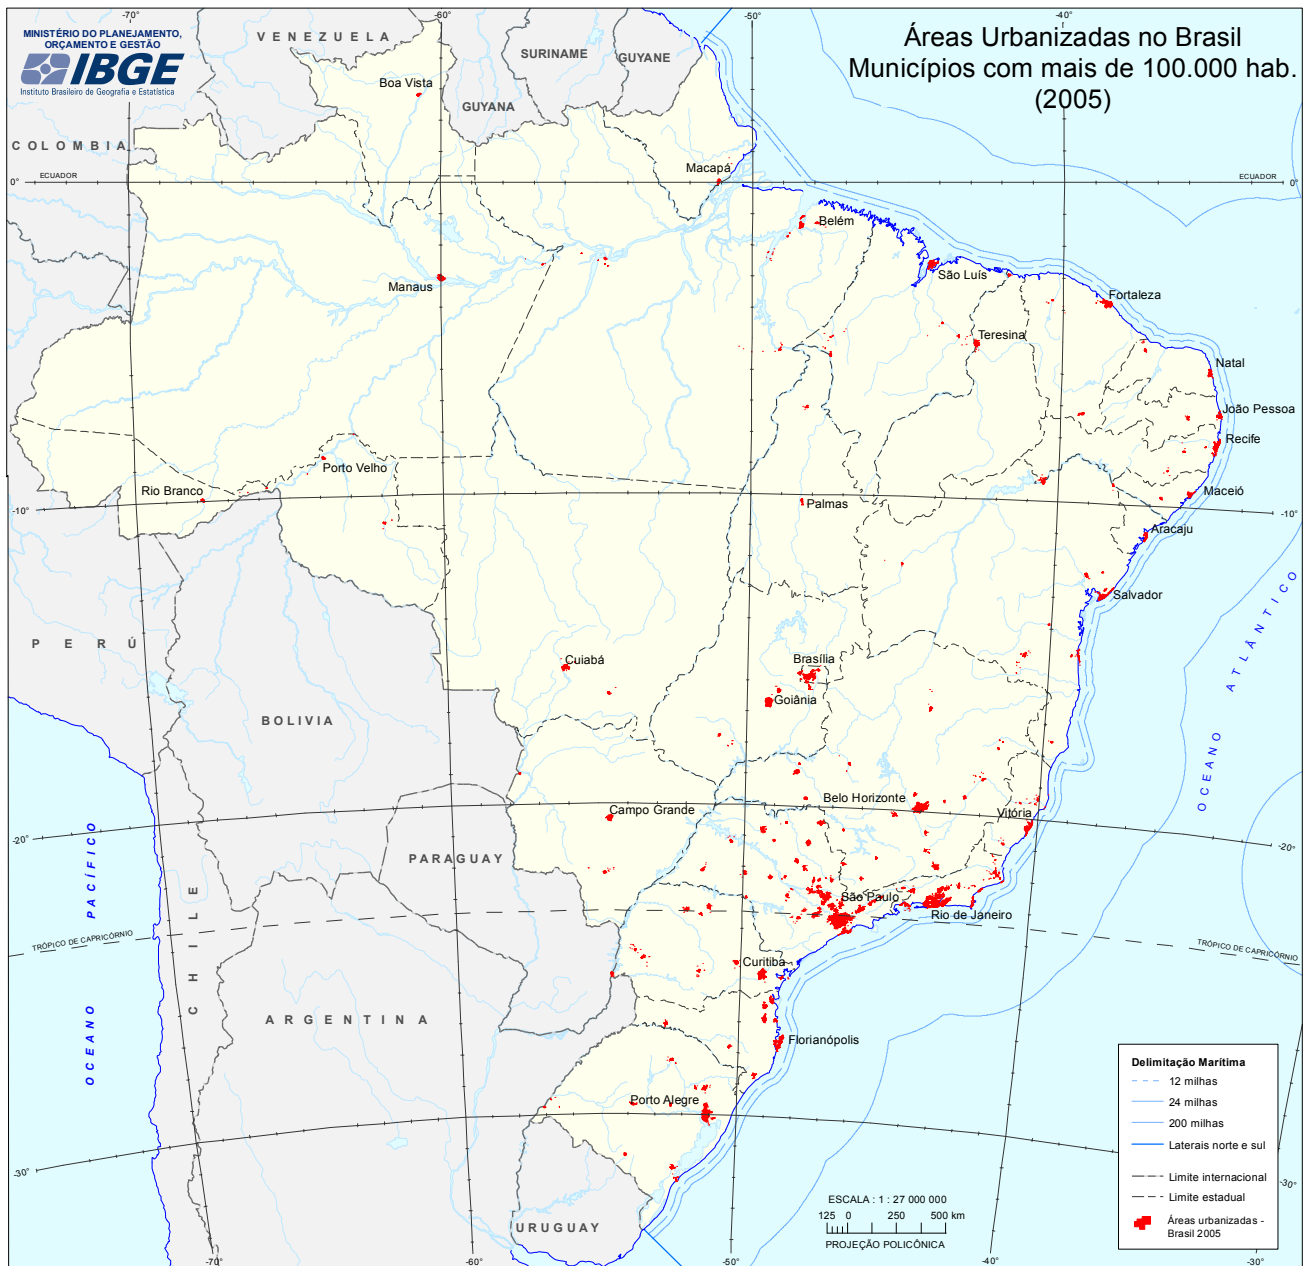 -70°
-60°
-50°
-40°
MINISTÉRIO DO PLANEJAMENTO,
ORÇAMENTO E GESTÃO
IBGE
Instituto Brasileiro de Geografia e Estatística
Áreas Urbanizadas no Brasil
Municípios com mais de 100.000 hab.
(2005)
VENEZUELA
SURINAME
GUYANE
GUYANA
COLOMBIA
Boa Vista
Macapá
0°
ECUADOR
ECUADOR
0°
Belém
São Luís
Manaus
Fortaleza
Teresina
Natal
João Pessoa
Recife
Porto Velho
Rio Branco
Palmas
Maceió
-10°
-10°
Aracaju
Salvador
PERÚ
Cuiabá
Brasília
Goiânia
OCEANO ATLÂNTICO
BOLIVIA
Belo Horizonte
Campo Grande
Vitória
-20°
-20°
PARAGUAY
OCEANO PACÍFICO
CHILE
São Paulo
Rio de Janeiro
TRÓPICO DE CAPRICÓRNIO
TRÓPICO DE CAPRICÓRNIO
Curitiba
ARGENTINA
Florianópolis
Porto Alegre
-30°
-30°
URUGUAY
ESCALA : 1 : 27 000 000
125 0 250 500 km
PROJEÇÃO POLICÔNICA
Delimitação Marítima
12 milhas
24 milhas
200 milhas
Laterais norte e sul
Limite internacional
Limite estadual
Áreas urbanizadas -
Brasil 2005
-70°
-60°
-50°
-40°
-30°